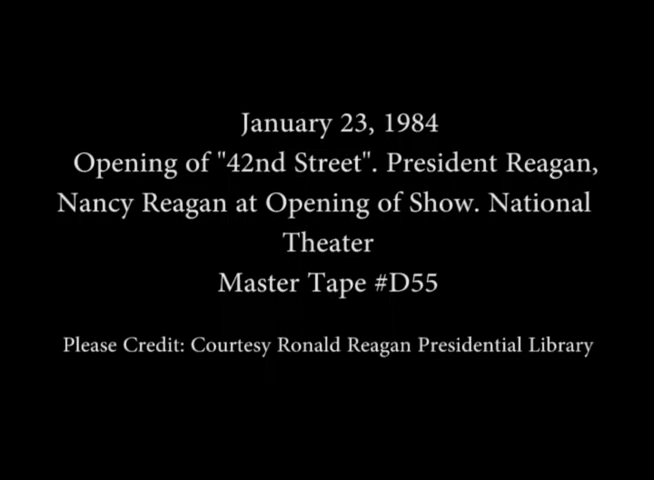 January 23, 1984
Opening of "42nd Street". President Reagan,
Nancy Reagan at Opening of Show. National
Theater
Master Tape #D55
Please Credit: Courtesy Ronald Reagan Presidential Library